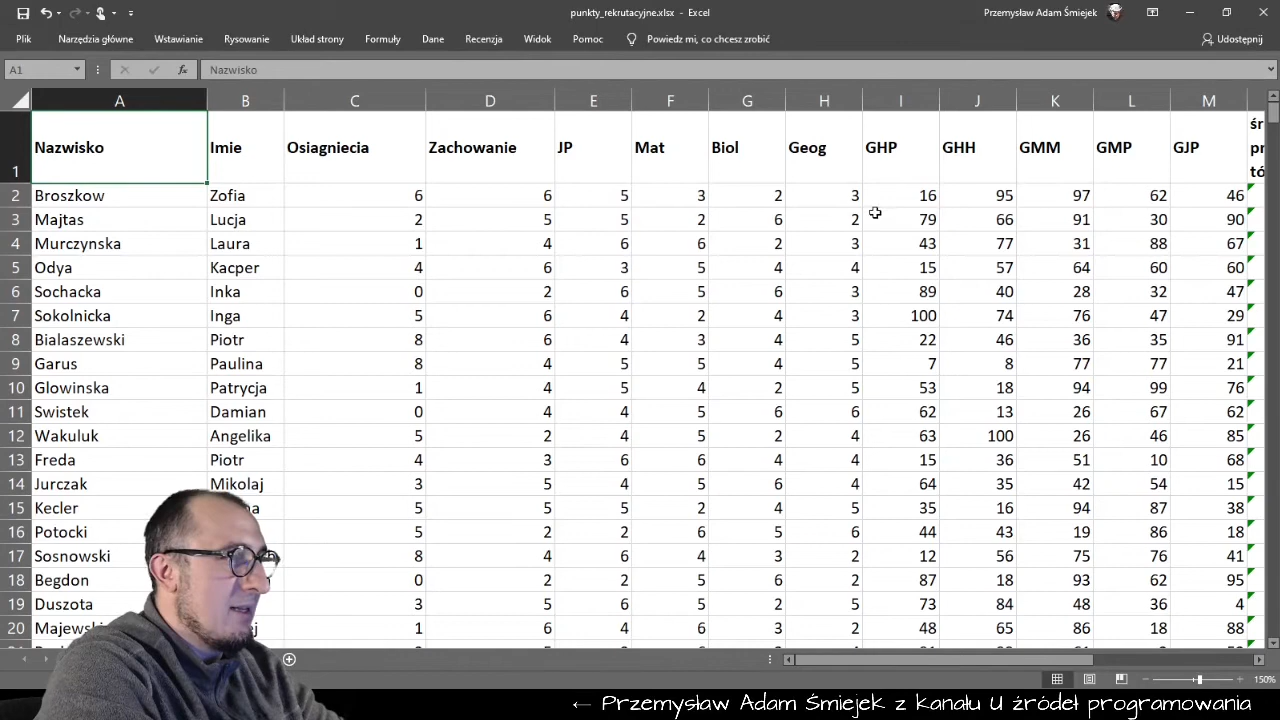 punkty_rekrutacyjne.xlsx - Excel
Przemysław Adam Śmiejek
Plik Narzędzia główne Wstawianie Rysowanie Układ strony Formuły Dane Recenzja Widok Pomoc Powiedz mi, co chcesz zrobić Udostępnij
A1 fx Nazwisko
A B C D E F G H I J K L M
1 Nazwisko Imie Osiagniecia Zachowanie JP Mat Biol Geog GHP GHH GMM GMP GJP
2 Broszkow Zofia 6 6 5 3 2 3 16 95 97 62 46
3 Majtas Lucja 2 5 5 2 6 2 79 66 91 30 90
4 Murczynska Laura 1 4 6 6 2 3 43 77 31 88 67
5 Odya Kacper 4 6 3 5 4 4 15 57 64 60 60
6 Sochacka Inka 0 2 6 5 6 3 89 40 28 32 47
7 Sokolnicka Inga 5 6 4 2 4 3 100 74 76 47 29
8 Bialaszewski Piotr 8 6 4 3 4 5 22 46 36 35 91
9 Garus Paulina 8 4 5 5 4 5 7 8 77 77 21
10 Glowinska Patrycja 1 4 5 4 2 5 53 18 94 99 76
11 Swistek Damian 0 4 4 5 6 6 62 13 26 67 62
12 Wakuluk Angelika 5 2 4 5 2 4 63 100 26 46 85
13 Freda Piotr 4 3 6 6 4 4 15 36 51 10 68
14 Jurczak Mikolaj 3 5 4 5 6 4 64 35 42 54 15
15 Kecler 5 5 5 2 4 5 35 16 94 87 38
16 Potocki 5 2 2 6 5 6 44 43 19 86 18
17 Sosnowski 8 4 6 4 3 2 12 56 75 76 41
18 Begdon 0 2 2 5 6 2 87 18 93 62 95
19 Duszota 3 5 6 5 2 5 73 84 48 36 4
20 1 6 4 6 3 2 48 65 86 18 88
150%
← Przemysław Adam Śmiejek z kanału U źródeł programowania